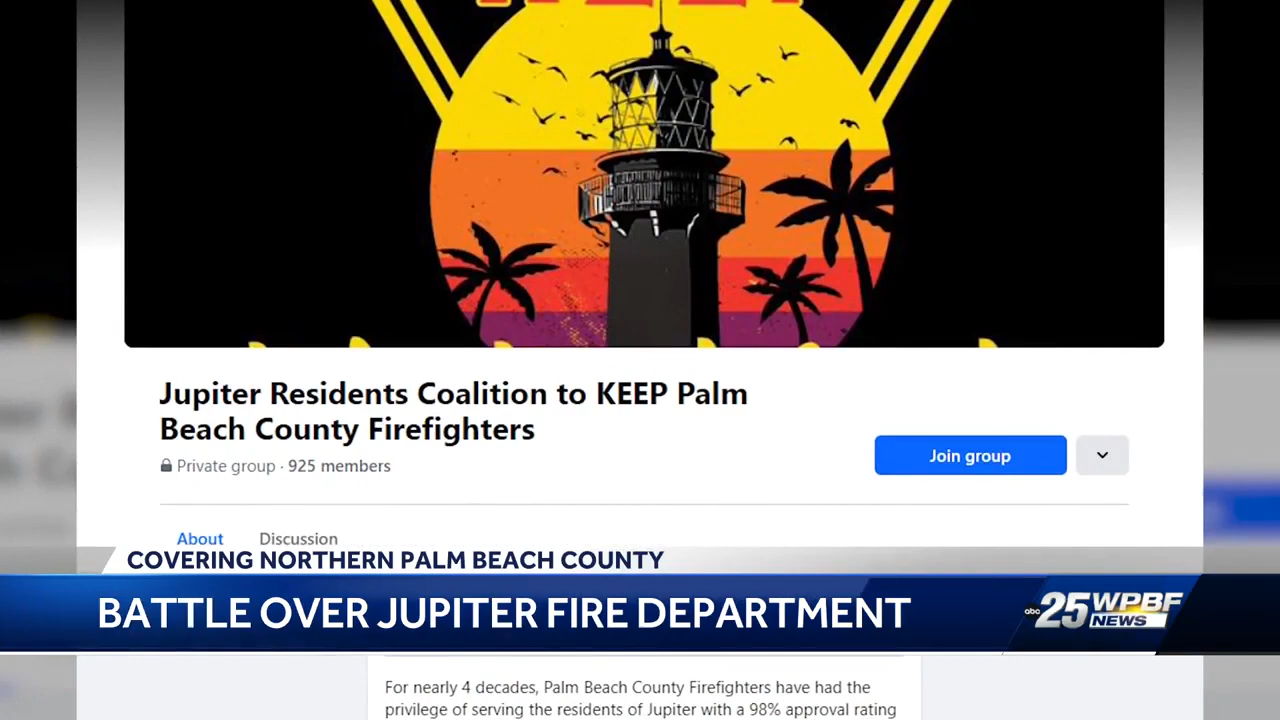 Jupiter Residents Coalition to KEEP Palm
Beach County Firefighters
Private group · 925 members
Join group
About Discussion
COVERING NORTHERN PALM BEACH COUNTY
BATTLE OVER JUPITER FIRE DEPARTMENT
abc 25 WPBF
NEWS
For nearly 4 decades, Palm Beach County Firefighters have had the
privilege of serving the residents of Jupiter with a 98% approval rating